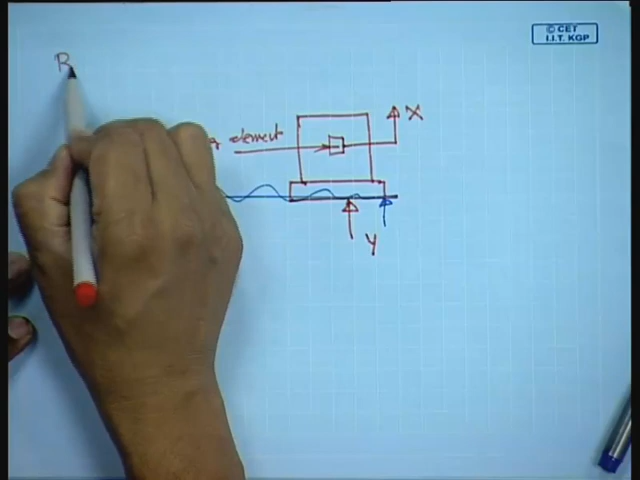 © CET
I.I.T. KGP
R
X
element
y